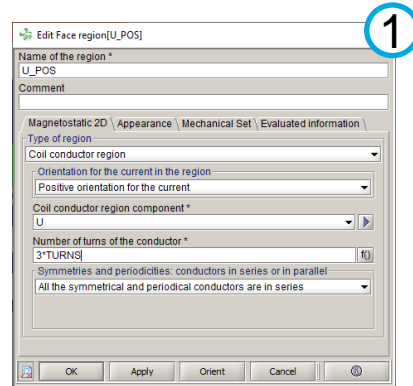 Edit Face region[U_POS]
1
Name of the region *
U_POS
Comment
Magnetostatic 2D Appearance Mechanical Set Evaluated information
Type of region
Coil conductor region
Orientation for the current in the region
Positive orientation for the current
Coil conductor region component *
U
Number of turns of the conductor *
3*TURNS f()
Symmetries and periodicities: conductors in series or in parallel
All the symmetrical and periodical conductors are in series
OK Apply Orient Cancel